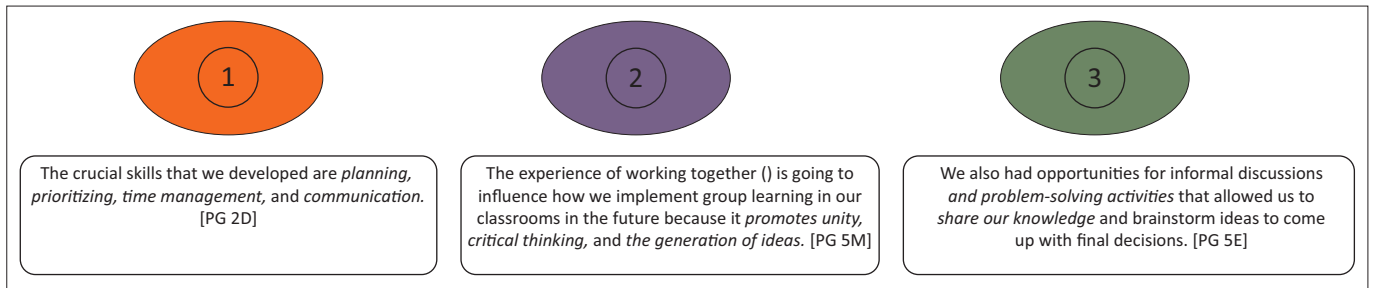 1
2
3
The crucial skills that we developed are planning,
prioritizing, time management, and communication.
[PG 2D]
The experience of working together () is going to
influence how we implement group learning in our
classrooms in the future because it promotes unity,
critical thinking, and the generation of ideas. [PG 5M]
We also had opportunities for informal discussions
and problem-solving activities that allowed us to
share our knowledge and brainstorm ideas to come
up with final decisions. [PG 5E]